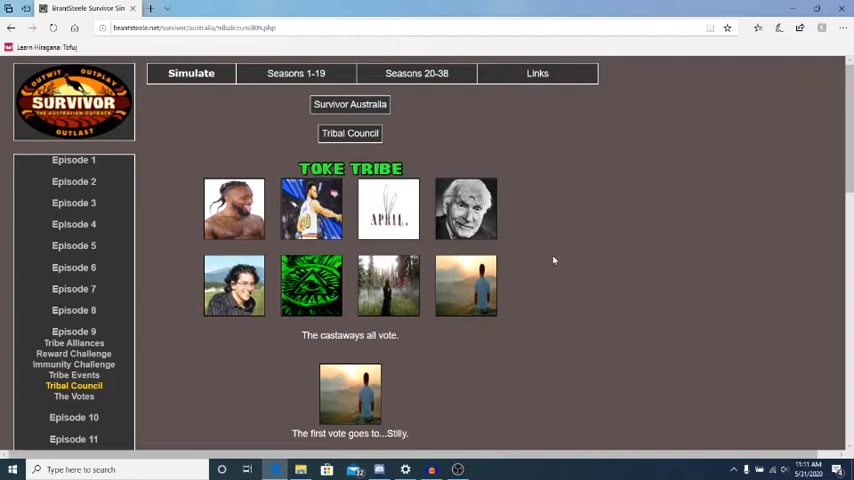 BrantSteele Survivor Sim
brantsteele.net/survivor/australia/tribalcouncil09.php
Learn Hiragana: Tofug
OUTWIT OUTPLAY
SURVIVOR
THE AUSTRALIAN OUTBACK
OUTLAST
Simulate
Seasons 1-19
Seasons 20-38
Links
Survivor Australia
Tribal Council
TOKE TRIBE
APRIL.
The castaways all vote.
The first vote goes to...Stilly.
Episode 1
Episode 2
Episode 3
Episode 4
Episode 5
Episode 6
Episode 7
Episode 8
Episode 9
Tribe Alliances
Reward Challenge
Immunity Challenge
Tribe Events
Tribal Council
The Votes
Episode 10
Episode 11
Type here to search
22
11:11 AM
5/31/2020
4